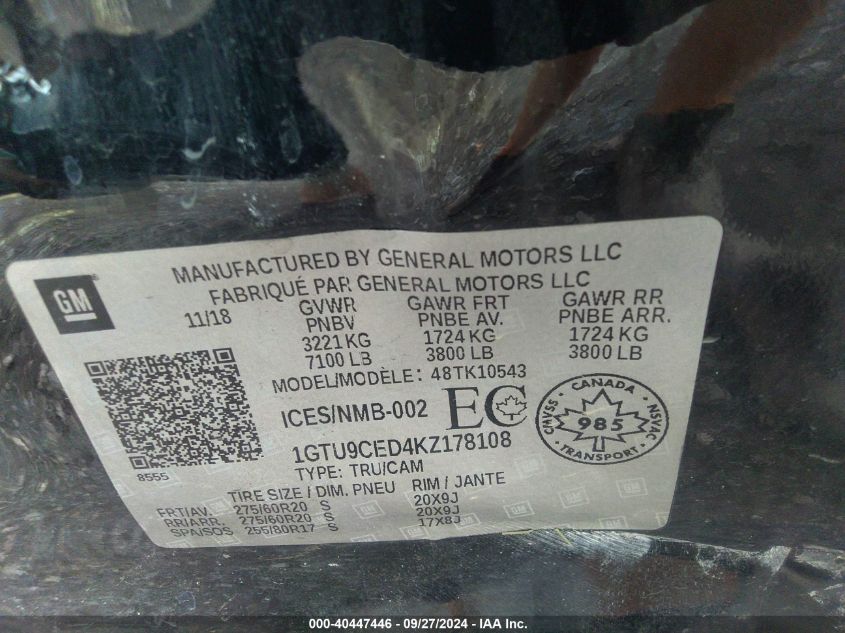 MANUFACTURED BY GENERAL MOTORS LLC
FABRIQUÉ PAR GENERAL MOTORS LLC
GM
11/18 GVWR GAWR FRT GAWR RR
PNBV PNBE AV. PNBE ARR.
3221 KG 1724 KG 1724 KG
7100 LB 3800 LB 3800 LB
MODEL/MODÈLE: 48TK10543
ICES/NMB-002 EC
CANADA
CMVSS 985 NSVAC
TRANSPORT
1GTU9CED4KZ178108
8555
TYPE: TRU/CAM
TIRE SIZE / DIM. PNEU RIM / JANTE
FRT/AV. 275/60R20 S 20X9J
RR/ARR. 275/60R20 S 20X9J
SPA/SOS 255/80R17 S 17X8J
000-40447446 - 09/27/2024 - IAA Inc.